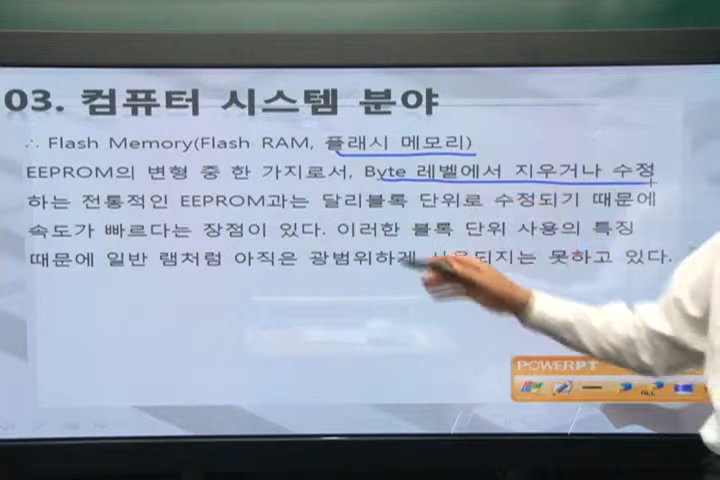 03. 컴퓨터 시스템 분야
∴ Flash Memory(Flash RAM, 플래시 메모리)
EEPROM의 변형 중 한 가지로서, Byte 레벨에서 지우거나 수정
하는 전통적인 EEPROM과는 달리블록 단위로 수정되기 때문에
속도가 빠르다는 장점이 있다. 이러한 블록 단위 사용의 특징
때문에 일반 램처럼 아직은 광범위하게 사용되지는 못하고 있다.
POWERPT
ALL